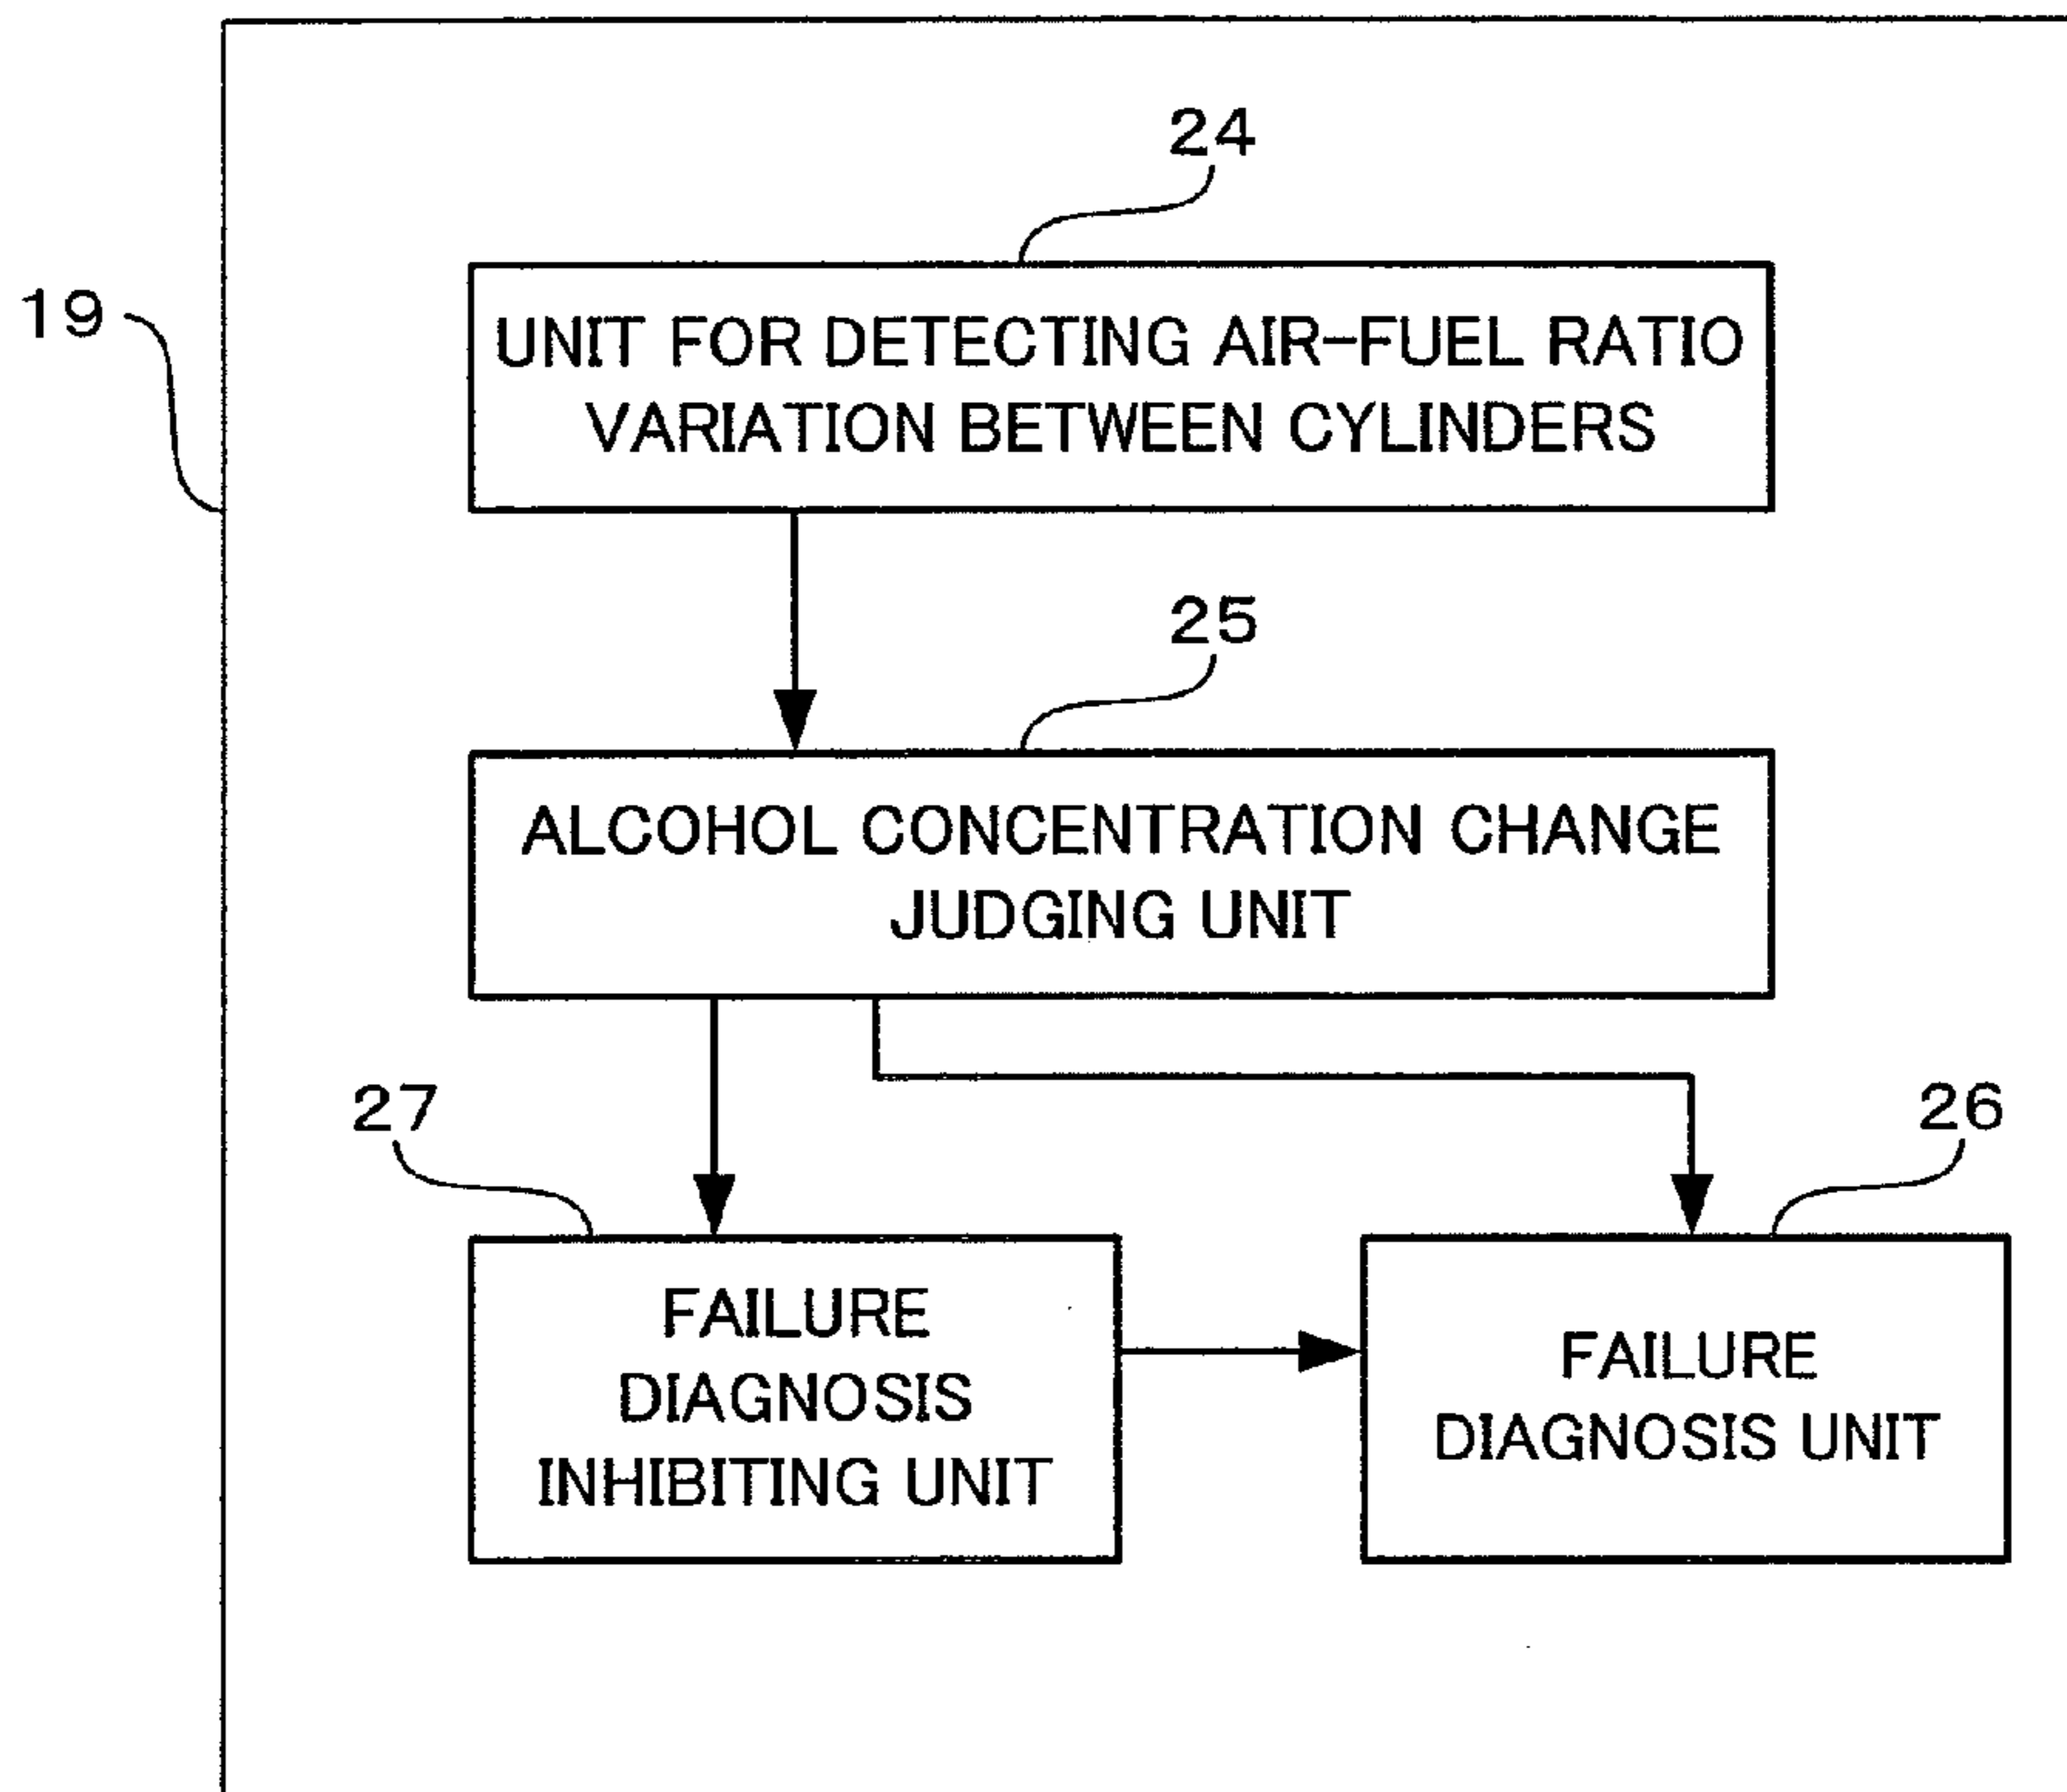 24
19
UNIT FOR DETECTING AIR-FUEL RATIO
VARIATION BETWEEN CYLINDERS
25
ALCOHOL CONCENTRATION CHANGE
JUDGING UNIT
27
26
FAILURE
DIAGNOSIS
INHIBITING UNIT
FAILURE
DIAGNOSIS UNIT